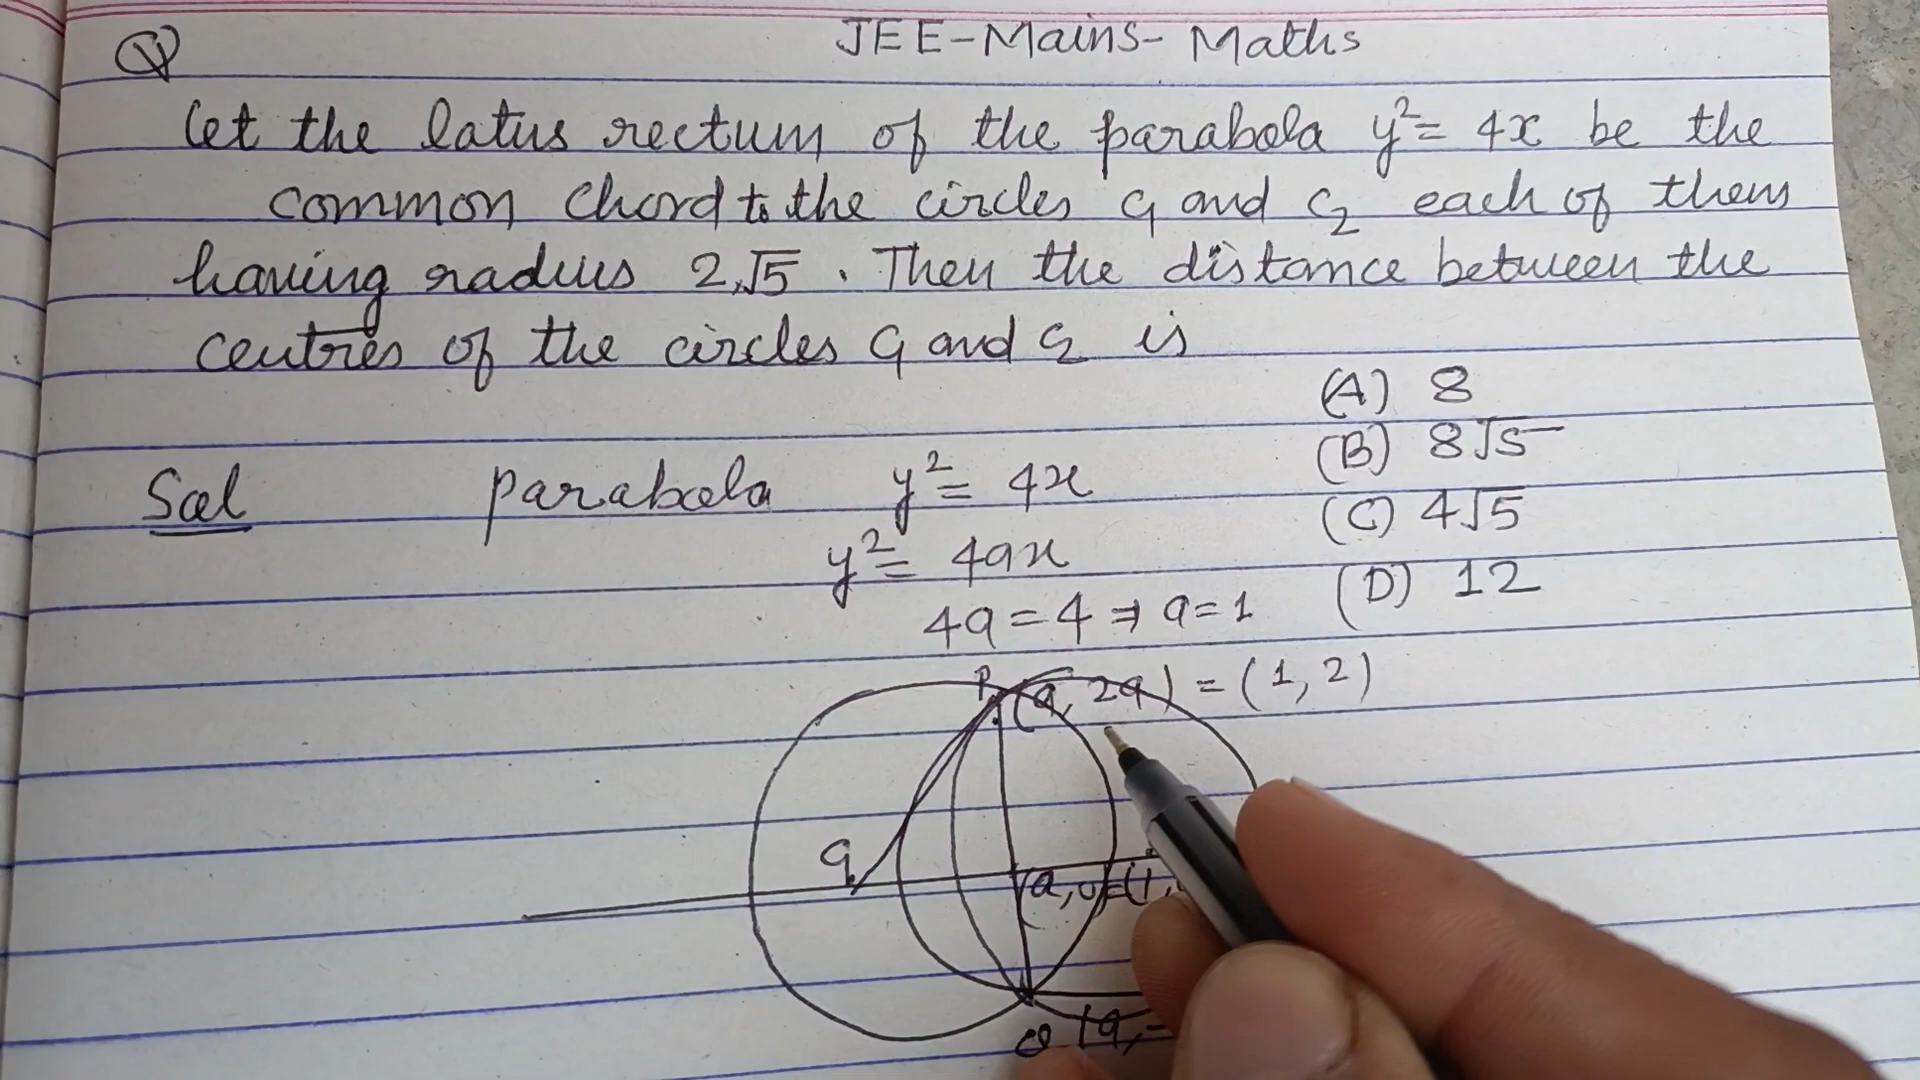 Q JEE-Mains-Maths
Let the latus rectum of the parabola y²= 4x be the
common chord to the circles C1 and C2 each of them
having radius 2√5 . Then the distance between the
centres of the circles C1 and C2 is
(A) 8
(B) 8√5
(C) 4√5
(D) 12
Sol parabola y²= 4x
y²= 4ax
4a=4 ⇒ a=1
P (a, 2a) = (1, 2)
C1 (a, 0)=(1,
Q (a, -